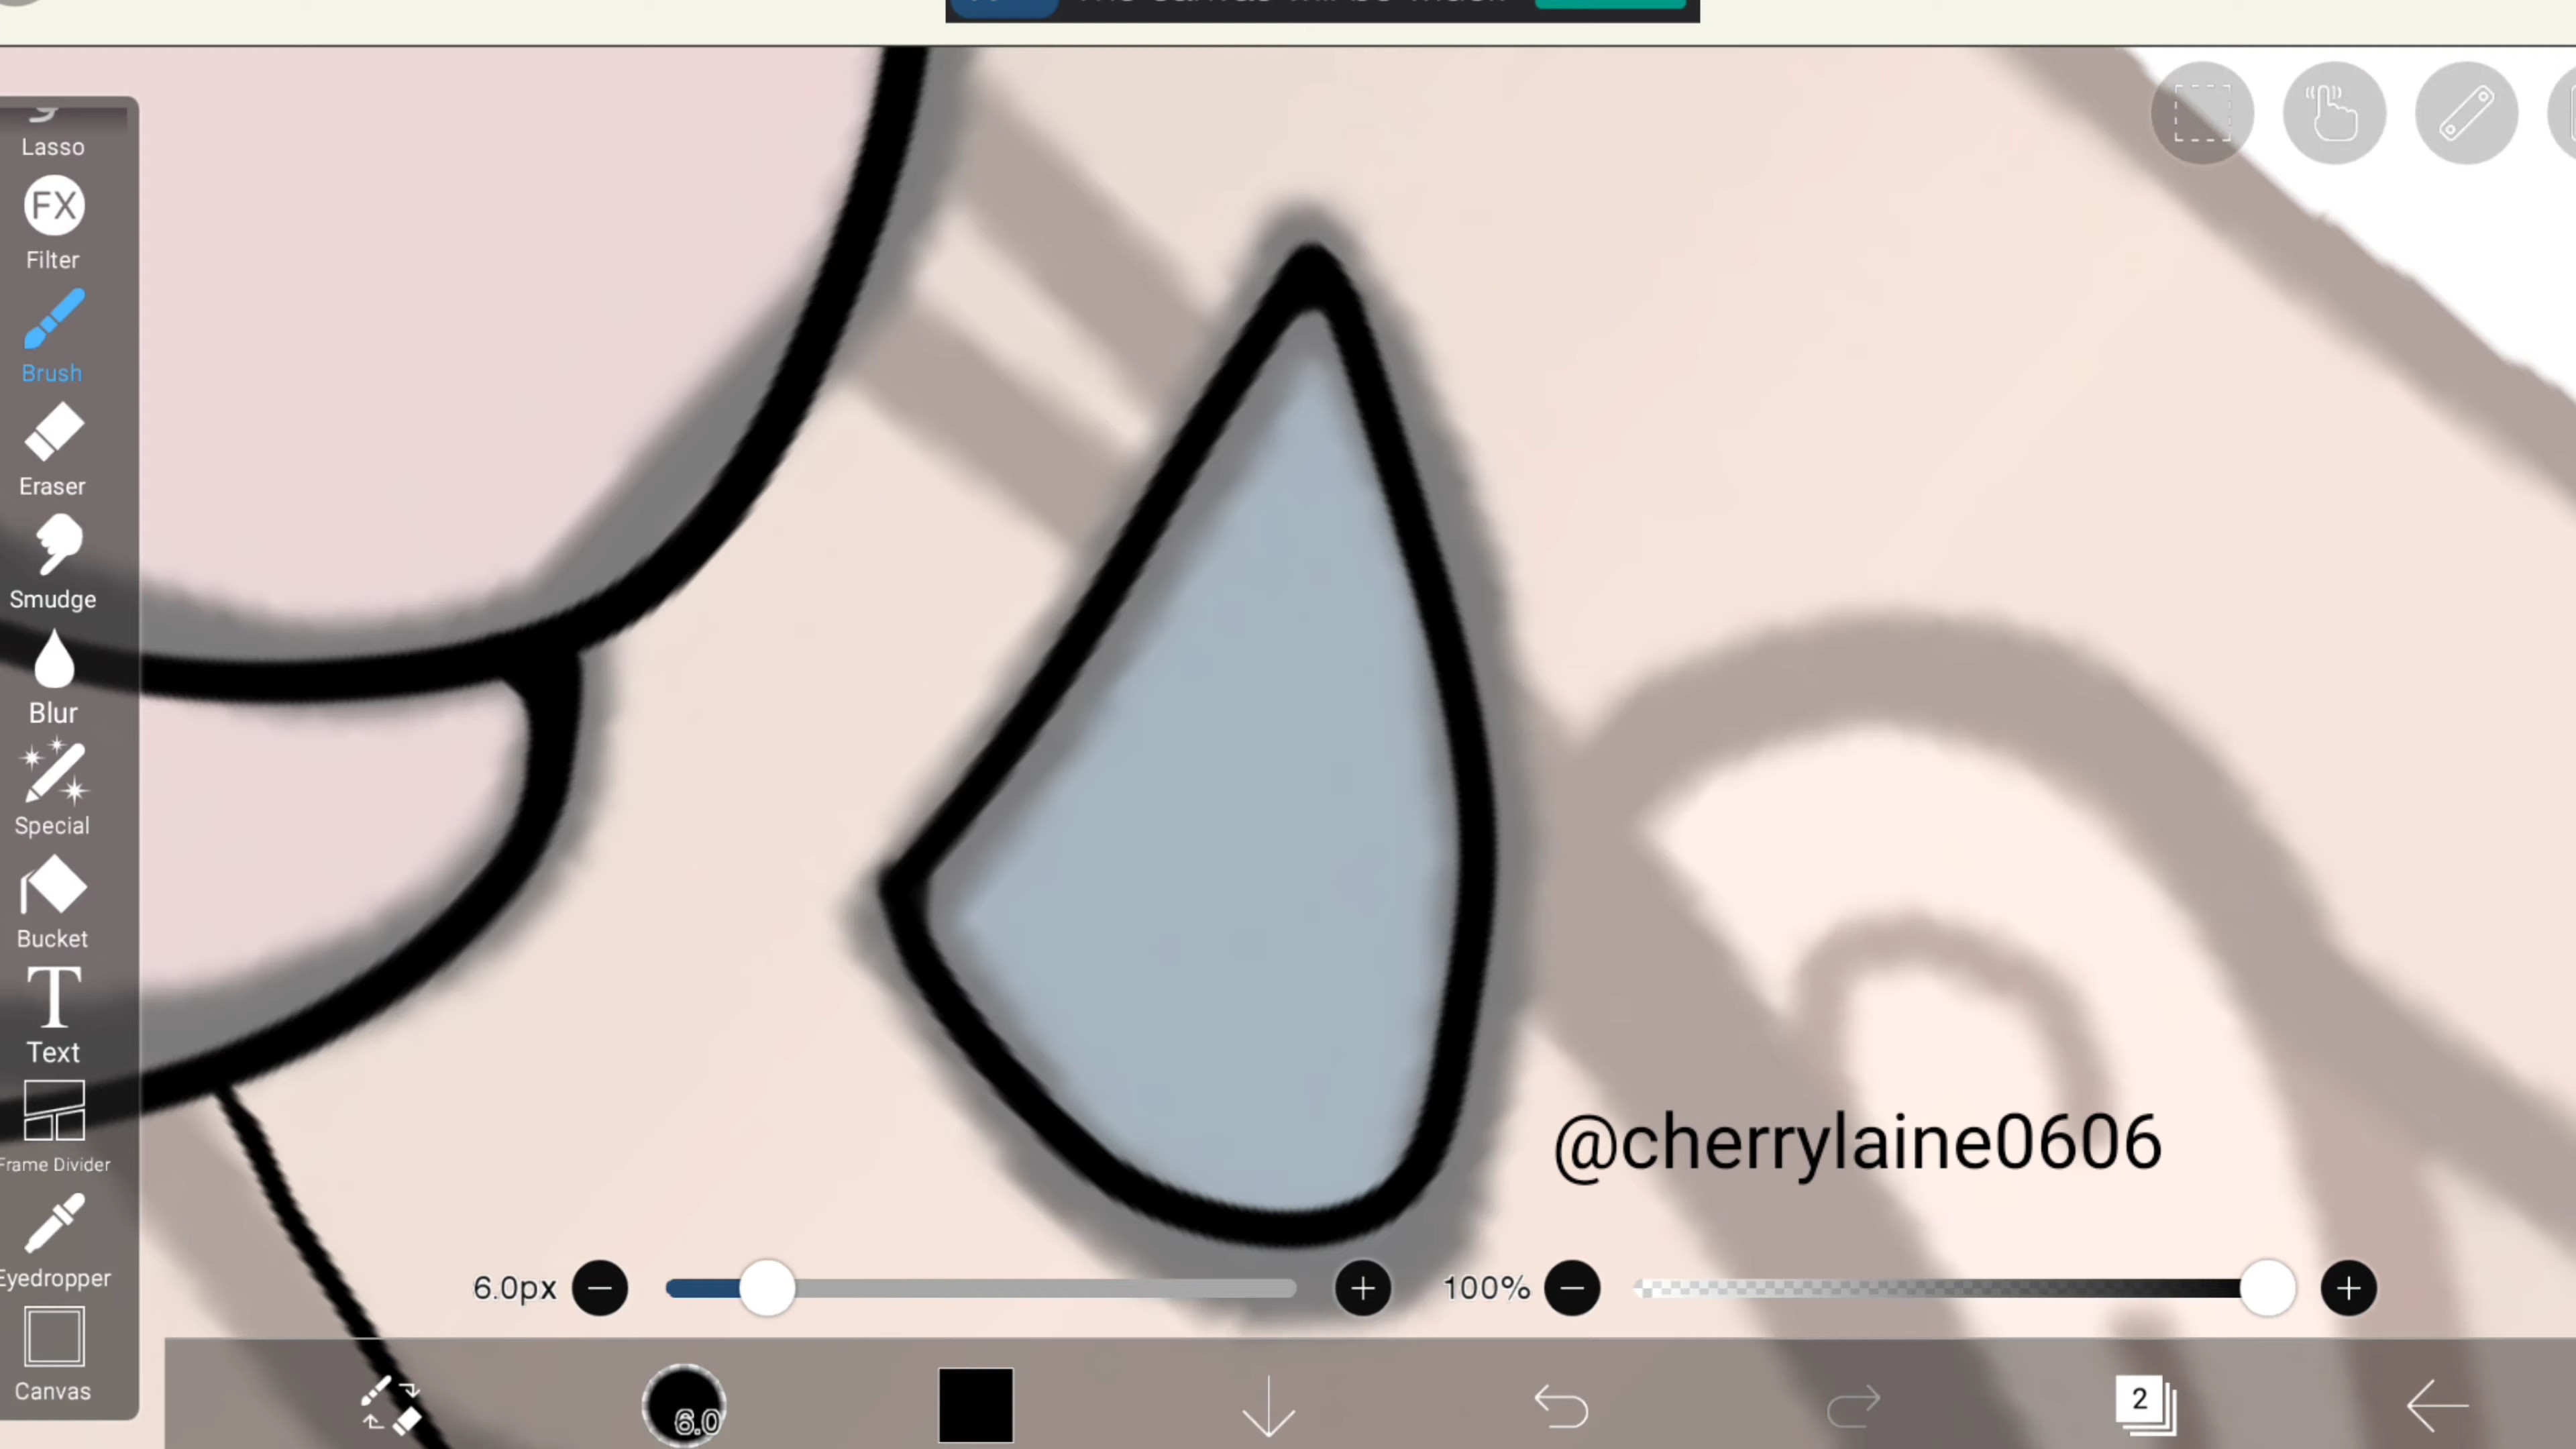 Lasso
FX
Filter
Brush
Eraser
Smudge
Blur
Special
Bucket
T
Text
Frame Divider
Eyedropper
Canvas
@cherrylaine0606
6.0px
100%
6.0
2